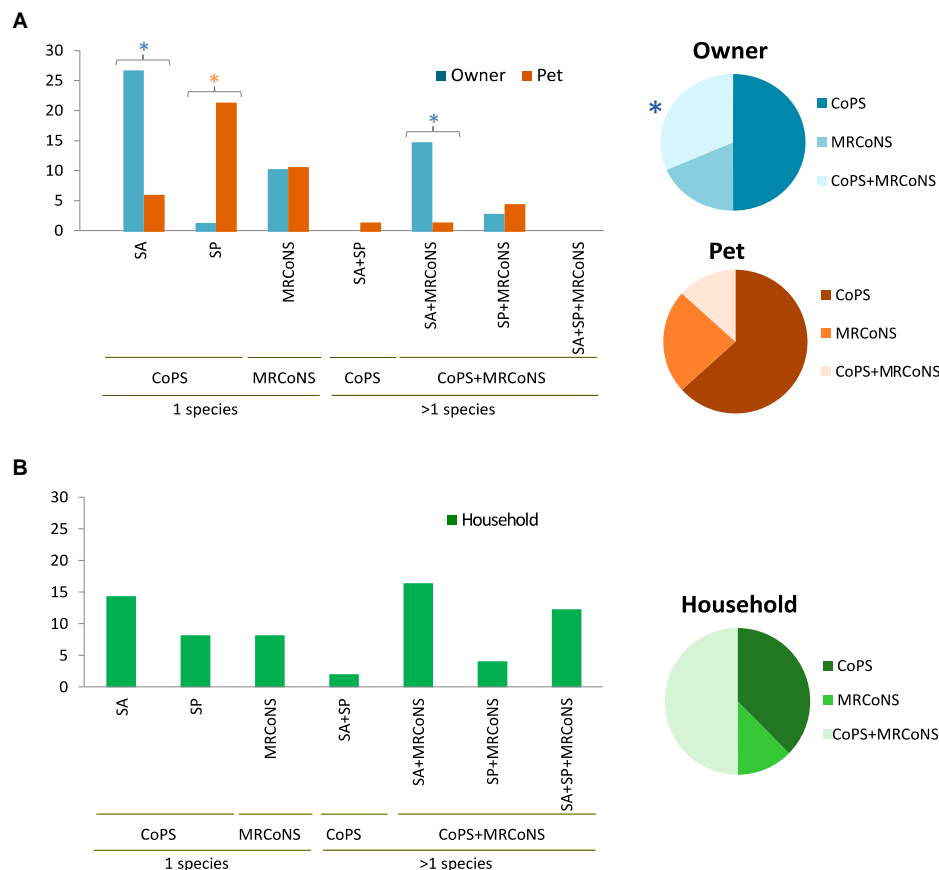 A
30
25
20
15
10
5
0
*
*
*
Owner
Pet
SA
SP
MRCoNS
SA+SP
SA+MRCoNS
SP+MRCoNS
SA+SP+MRCoNS
CoPS
MRCoNS
CoPS
CoPS+MRCoNS
1 species
>1 species
Owner
*
CoPS
MRCoNS
CoPS+MRCoNS
Pet
CoPS
MRCoNS
CoPS+MRCoNS
B
30
25
20
15
10
5
0
Household
SA
SP
MRCoNS
SA+SP
SA+MRCoNS
SP+MRCoNS
SA+SP+MRCoNS
CoPS
MRCoNS
CoPS
CoPS+MRCoNS
1 species
>1 species
Household
CoPS
MRCoNS
CoPS+MRCoNS